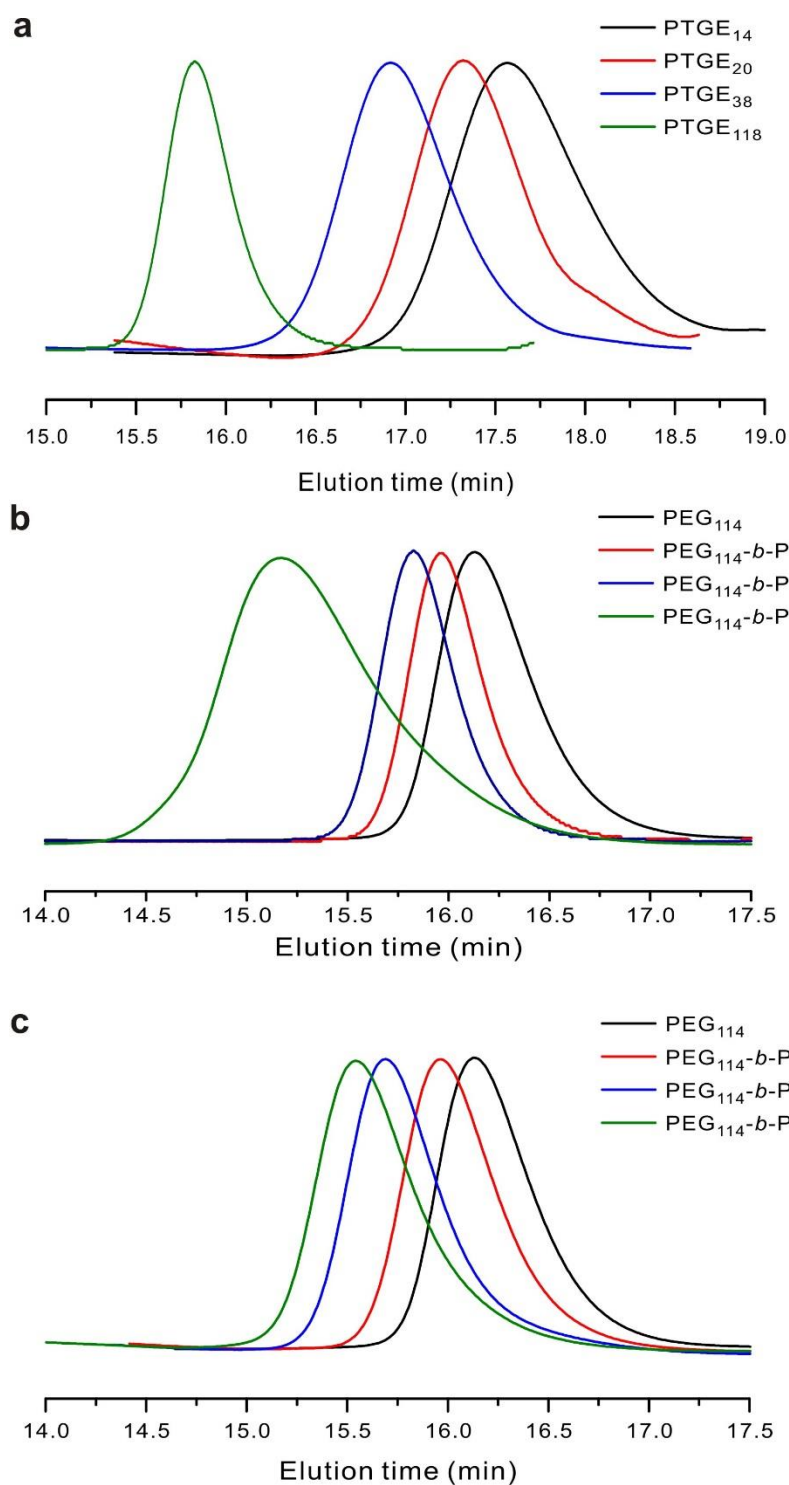 a
PTGE₁₄
PTGE₂₀
PTGE₃₈
PTGE₁₁₈
15.0 15.5 16.0 16.5 17.0 17.5 18.0 18.5 19.0
Elution time (min)
b
PEG₁₁₄
PEG₁₁₄-b-P
PEG₁₁₄-b-P
PEG₁₁₄-b-P
14.0 14.5 15.0 15.5 16.0 16.5 17.0 17.5
Elution time (min)
c
PEG₁₁₄
PEG₁₁₄-b-P
PEG₁₁₄-b-P
PEG₁₁₄-b-P
14.0 14.5 15.0 15.5 16.0 16.5 17.0 17.5
Elution time (min)